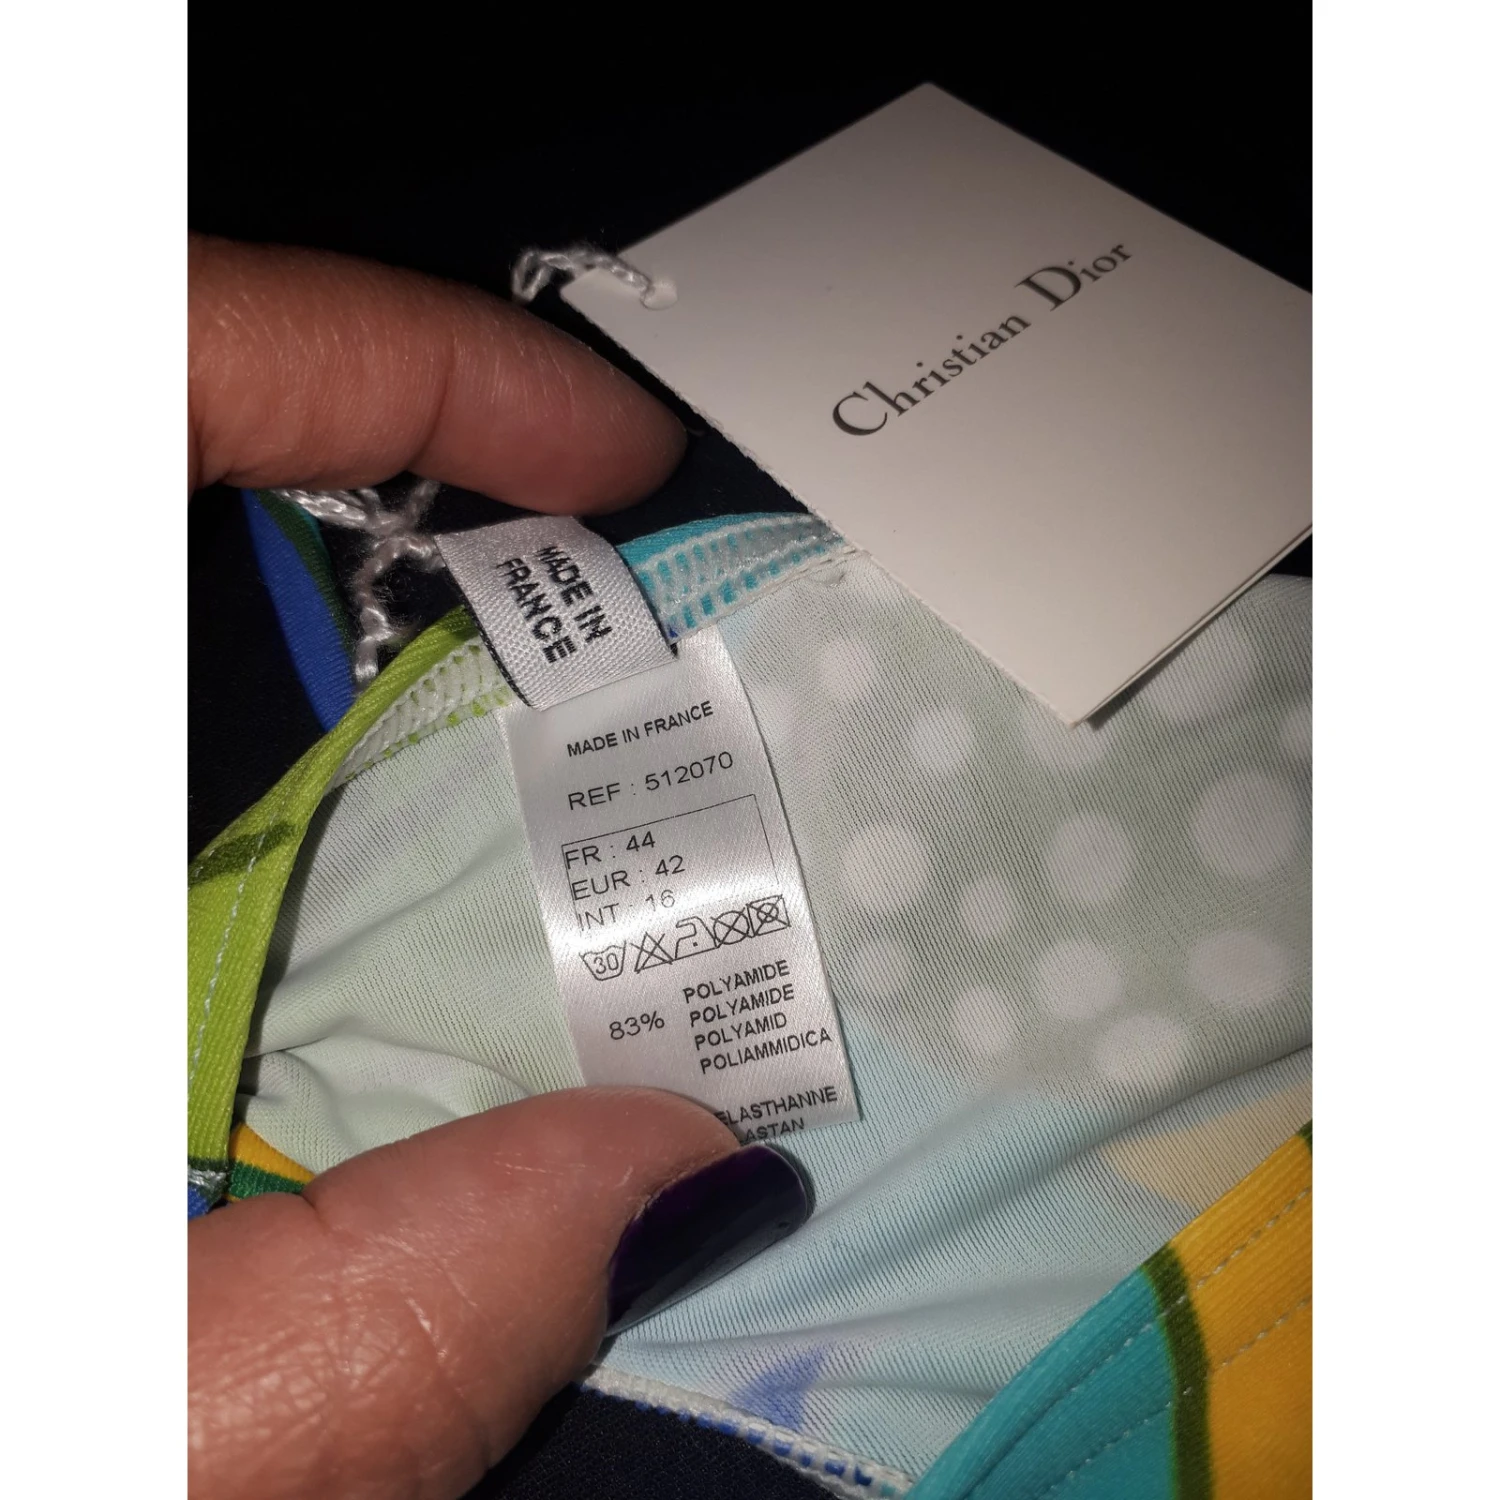 Christian Dior
MADE IN
FRANCE
MADE IN FRANCE
REF : 512070
FR : 44
EUR : 42
INT : 16
30
83%
POLYAMIDE
POLYAMIDE
POLYAMID
POLIAMMIDICA
ELASTHANNE